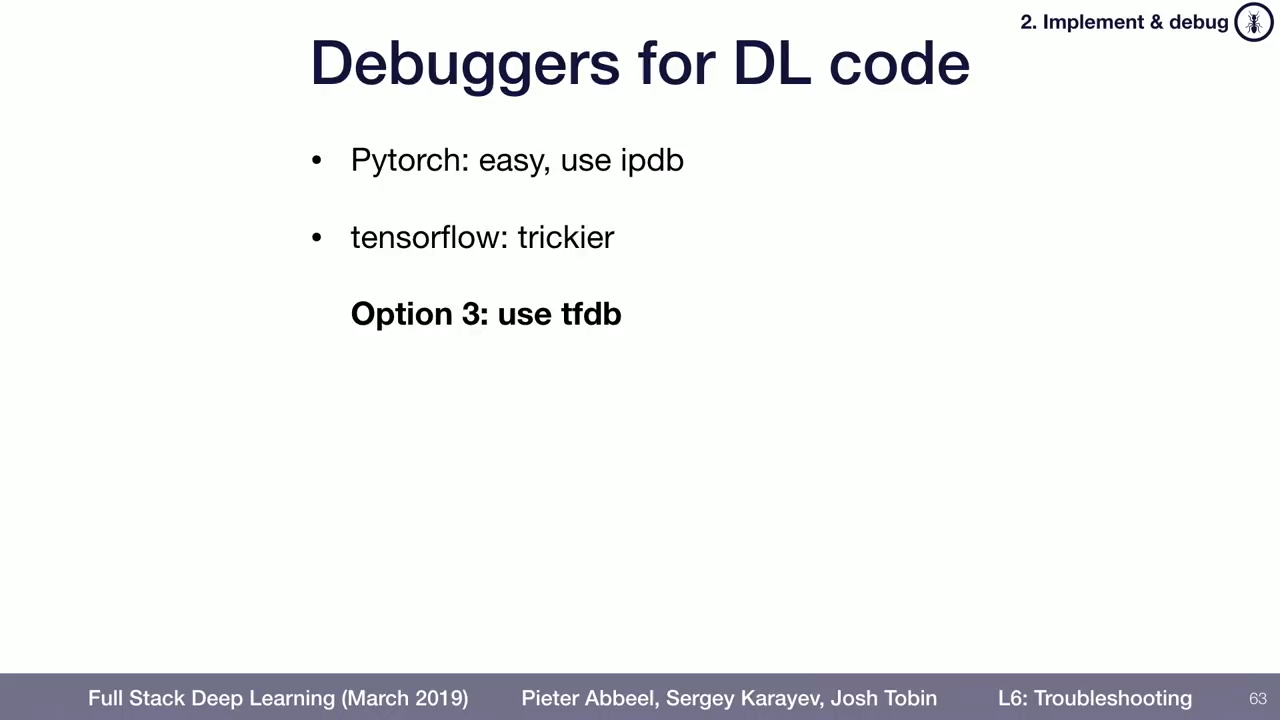 2. Implement & debug
Debuggers for DL code
• Pytorch: easy, use ipdb
• tensorflow: trickier
Option 3: use tfdb
Full Stack Deep Learning (March 2019) Pieter Abbeel, Sergey Karayev, Josh Tobin L6: Troubleshooting 63